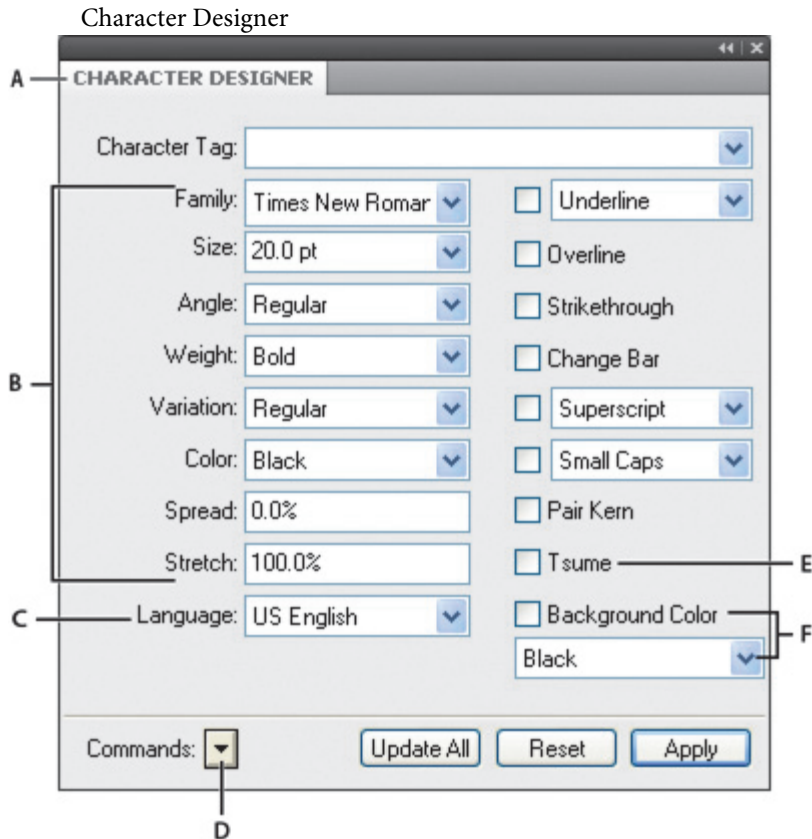 Character Designer
A
CHARACTER DESIGNER
Character Tag:
Family: Times New Roman Underline
Size: 20.0 pt Overline
Angle: Regular Strikethrough
Weight: Bold Change Bar
B
Variation: Regular Superscript
Color: Black Small Caps
Spread: 0.0% Pair Kern
Stretch: 100.0% Tsume E
C Language: US English Background Color
F
Black
Commands: Update All Reset Apply
D